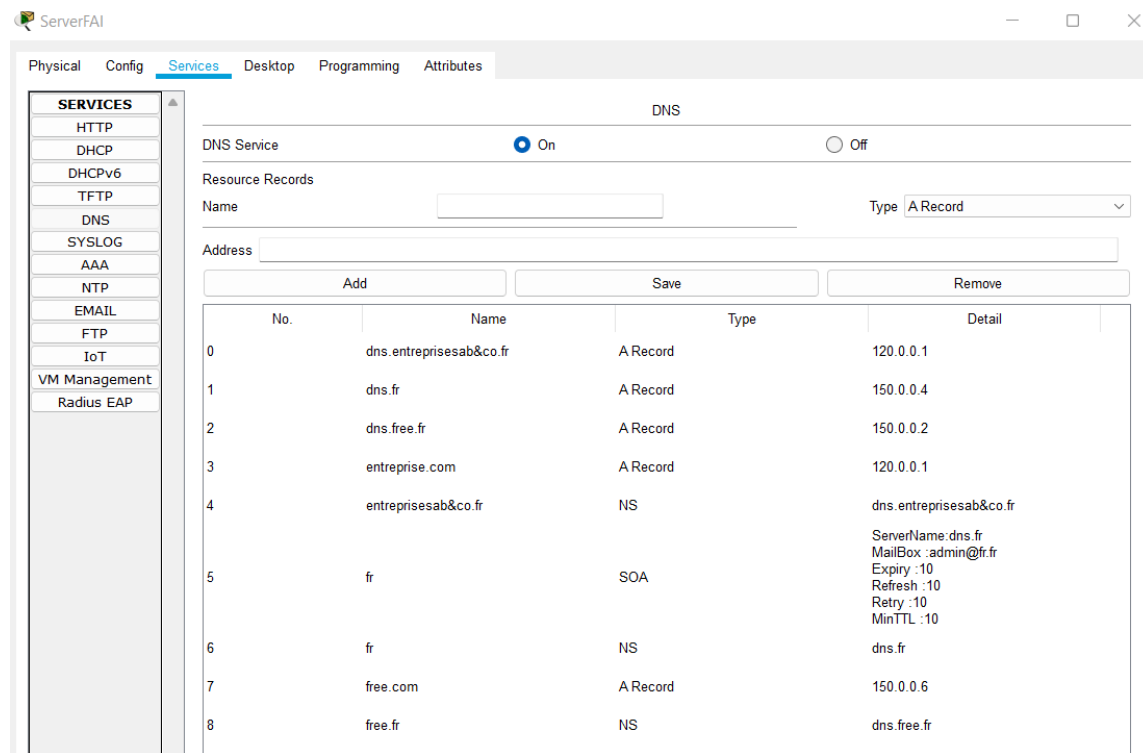 ServerFAI
Physical Config Services Desktop Programming Attributes
SERVICES
HTTP
DHCP
DHCPv6
TFTP
DNS
SYSLOG
AAA
NTP
EMAIL
FTP
IoT
VM Management
Radius EAP
DNS
DNS Service On Off
Resource Records
Name Type A Record
Address
Add Save Remove
No. Name Type Detail
0 dns.entreprisesab&co.fr A Record 120.0.0.1
1 dns.fr A Record 150.0.0.4
2 dns.free.fr A Record 150.0.0.2
3 entreprise.com A Record 120.0.0.1
4 entreprisesab&co.fr NS dns.entreprisesab&co.fr
5 fr SOA ServerName:dns.fr
MailBox :admin@fr.fr
Expiry :10
Refresh :10
Retry :10
MinTTL :10
6 fr NS dns.fr
7 free.com A Record 150.0.0.6
8 free.fr NS dns.free.fr